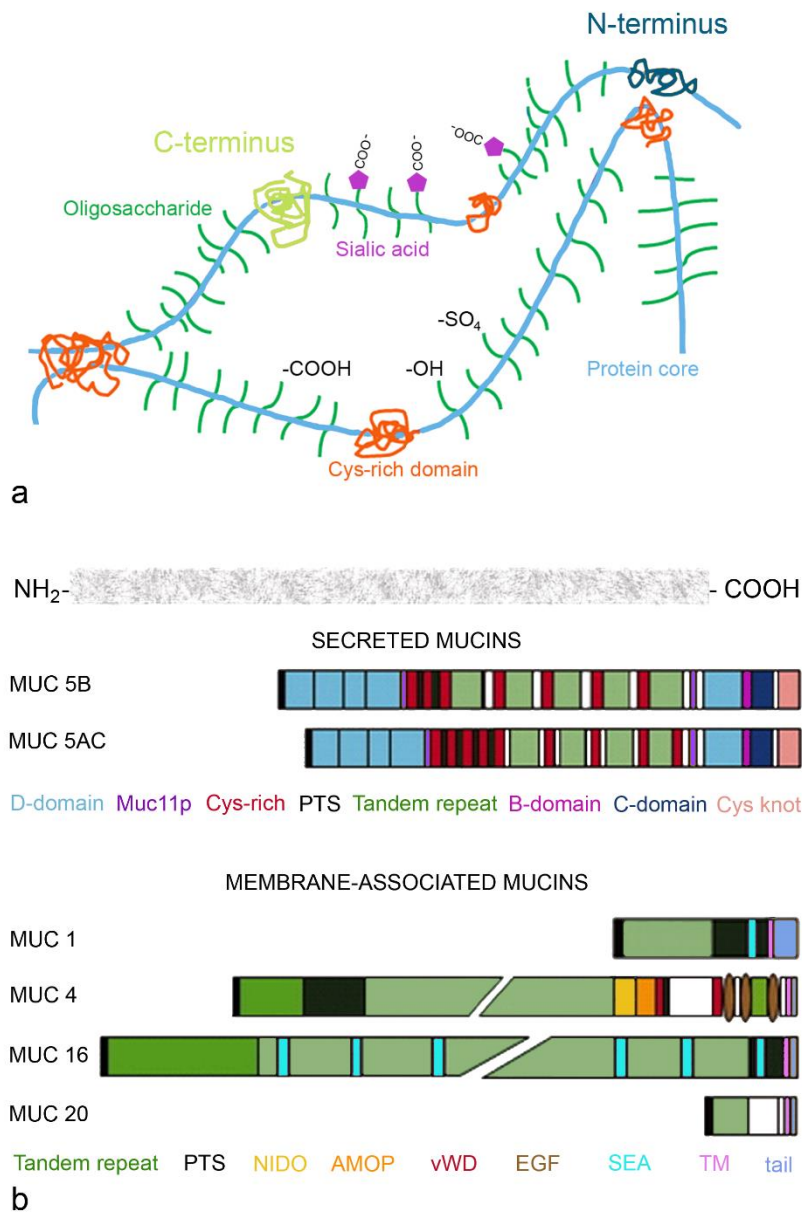 N-terminus
C-terminus
COO-
COO-
-OOC
Oligosaccharide
Sialic acid
-SO4
-COOH
-OH
Protein core
Cys-rich domain
a
NH2-
- COOH
SECRETED MUCINS
MUC 5B
MUC 5AC
D-domain Muc11p Cys-rich PTS Tandem repeat B-domain C-domain Cys knot
MEMBRANE-ASSOCIATED MUCINS
MUC 1
MUC 4
MUC 16
MUC 20
Tandem repeat PTS NIDO AMOP vWD EGF SEA TM tail
b